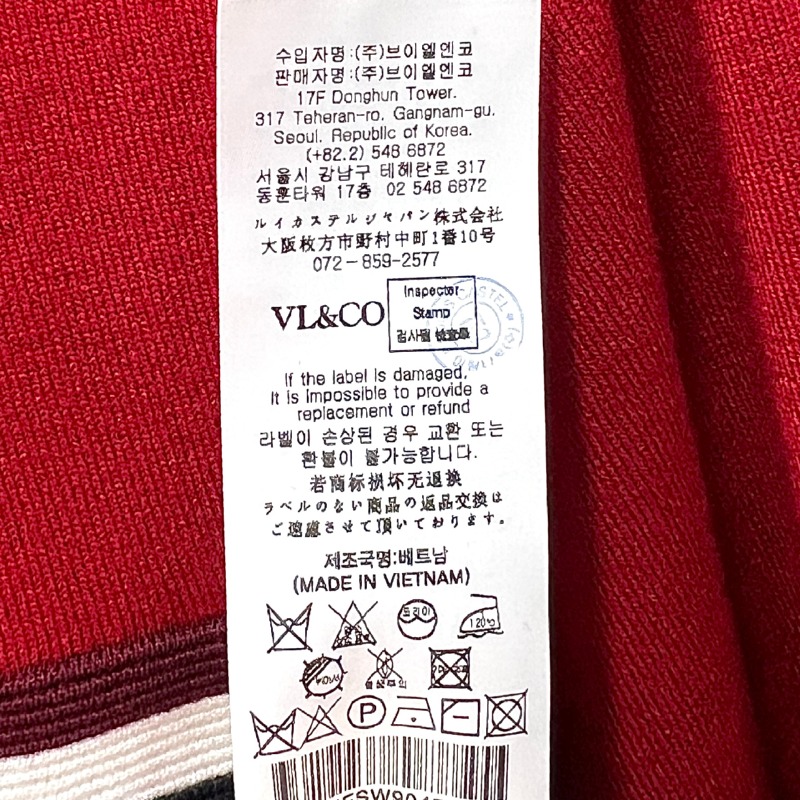 수입자명:(주)브이엘엔코
판매자명:(주)브이엘엔코
17F Donghun Tower.
317 Teheran-ro. Gangnam-gu.
Seoul. Republic of Korea.
(+82.2) 548 6872
서울시 강남구 테헤란로 317
동훈타워 17층 02 548 6872
ルイカステルジャパン株式会社
大阪枚方市野村中町1番10号
072-859-2577
VL&CO
Inspector
Stamp
검사필 検査畢
CASTEL
If the label is damaged,
It is impossible to provide a
replacement or refund
라벨이 손상된 경우 교환 또는
환불이 불가능합니다.
若商标损坏无退换
ラベルのない商品の返品交換は
ご遠慮させて頂いております。
제조국명:베트남
(MADE IN VIETNAM)
드라이
120℃
P